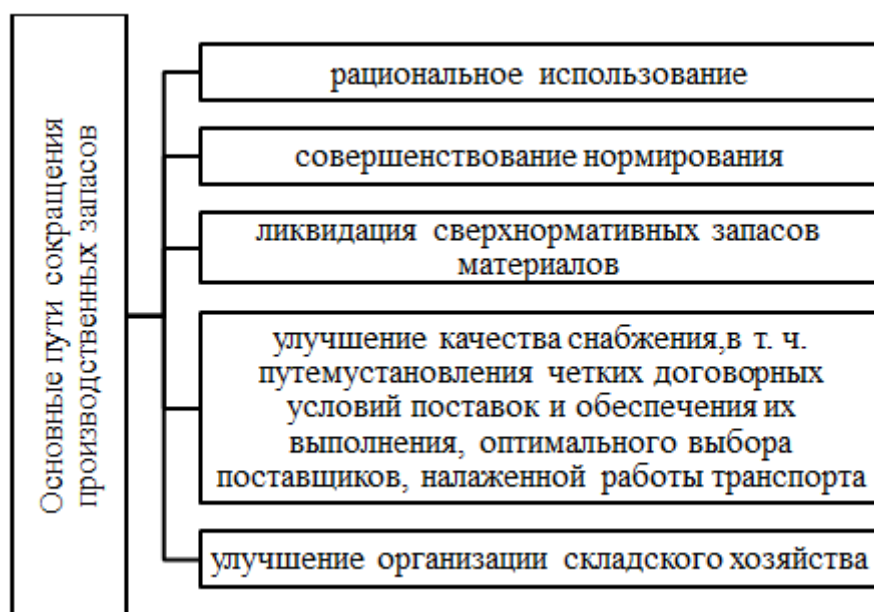 Основные пути сокращения
производственных запасов
рациональное использование
совершенствование нормирования
ликвидация сверхнормативных запасов
материалов
улучшение качества снабжения,в т. ч.
путемустановления четких договорных
условий поставок и обеспечения их
выполнения, оптимального выбора
поставщиков, налаженной работы транспорта
улучшение организации складского хозяйства